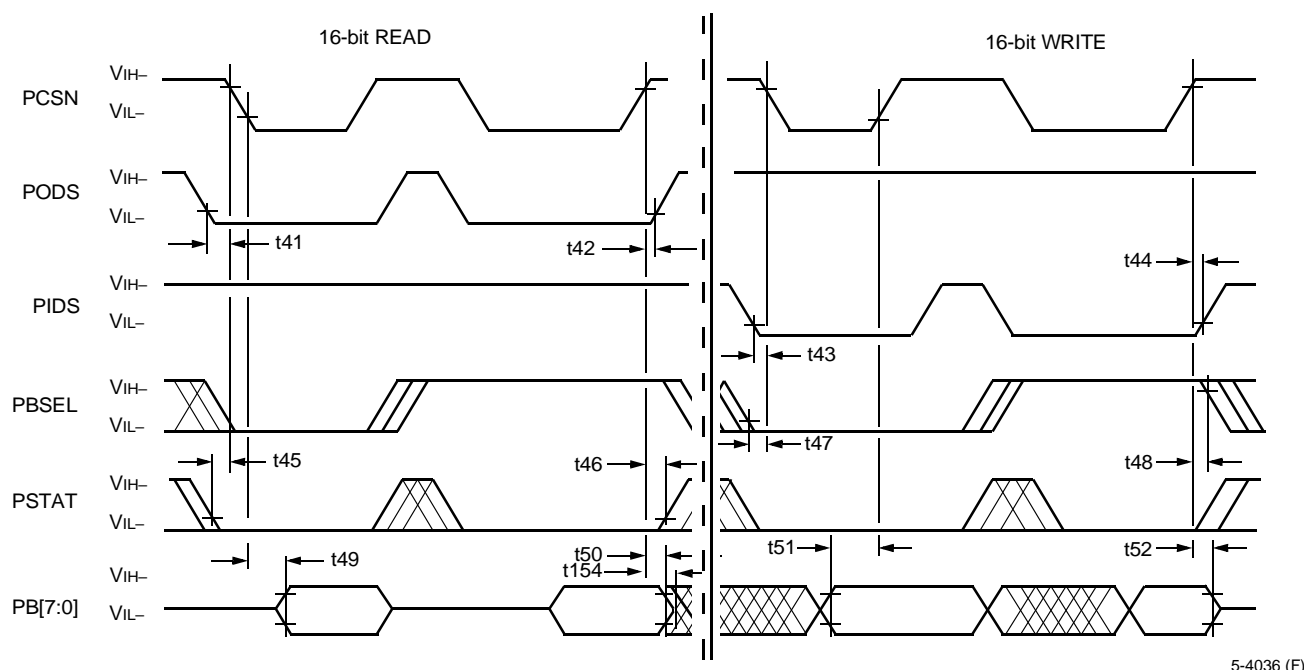 16-bit READ
16-bit WRITE
PCSN
VIH–
VIL–
PODS
VIH–
VIL–
t41
t42
PIDS
VIH–
VIL–
t44
t43
PBSEL
VIH–
VIL–
t45
t46
t47
t48
PSTAT
VIH–
VIL–
t49
t50
t51
t52
t154
PB[7:0]
VIH–
VIL–
5-4036 (F)